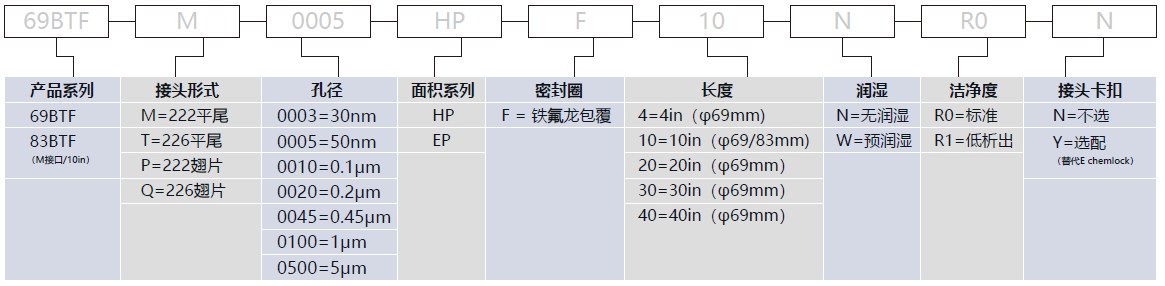 69BTF M 0005 HP F 10 N R0 N
产品系列 接头形式 孔径 面积系列 密封圈 长度 润湿 洁净度 接头卡扣
69BTF M=222平尾 0003=30nm HP F = 铁氟龙包覆 4=4in（φ69mm） N=无润湿 R0=标准 N=不选
83BTF T=226平尾 0005=50nm EP 10=10in（φ69/83mm) W=预润湿 R1=低析出 Y=选配
（M接口/10in） P=222翅片 0010=0.1μm 20=20in（φ69mm） （替代E chemlock）
Q=226翅片 0020=0.2μm 30=30in（φ69mm）
0045=0.45μm 40=40in（φ69mm）
0100=1μm
0500=5μm